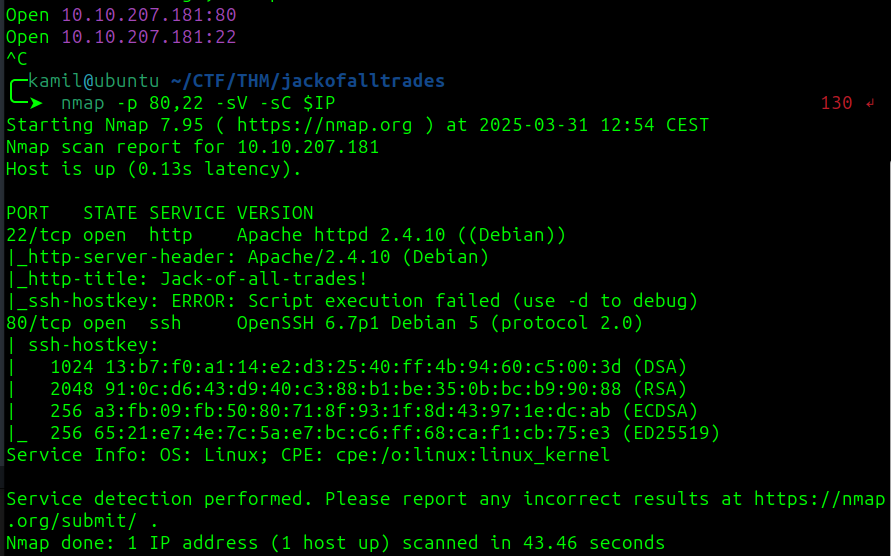 Open 10.10.207.181:80
Open 10.10.207.181:22
^C
kamil@ubuntu ~/CTF/THM/jackofalltrades
nmap -p 80,22 -sV -sC $IP 130 ↲
Starting Nmap 7.95 ( https://nmap.org ) at 2025-03-31 12:54 CEST
Nmap scan report for 10.10.207.181
Host is up (0.13s latency).
PORT   STATE SERVICE VERSION
22/tcp open  http    Apache httpd 2.4.10 ((Debian))
|_http-server-header: Apache/2.4.10 (Debian)
|_http-title: Jack-of-all-trades!
|_ssh-hostkey: ERROR: Script execution failed (use -d to debug)
80/tcp open  ssh     OpenSSH 6.7p1 Debian 5 (protocol 2.0)
| ssh-hostkey:
|   1024 13:b7:f0:a1:14:e2:d3:25:40:ff:4b:94:60:c5:00:3d (DSA)
|   2048 91:0c:d6:43:d9:40:c3:88:b1:be:35:0b:bc:b9:90:88 (RSA)
|   256 a3:fb:09:fb:50:80:71:8f:93:1f:8d:43:97:1e:dc:ab (ECDSA)
|_  256 65:21:e7:4e:7c:5a:e7:bc:c6:ff:68:ca:f1:cb:75:e3 (ED25519)
Service Info: OS: Linux; CPE: cpe:/o:linux:linux_kernel
Service detection performed. Please report any incorrect results at https://nmap
.org/submit/ .
Nmap done: 1 IP address (1 host up) scanned in 43.46 seconds